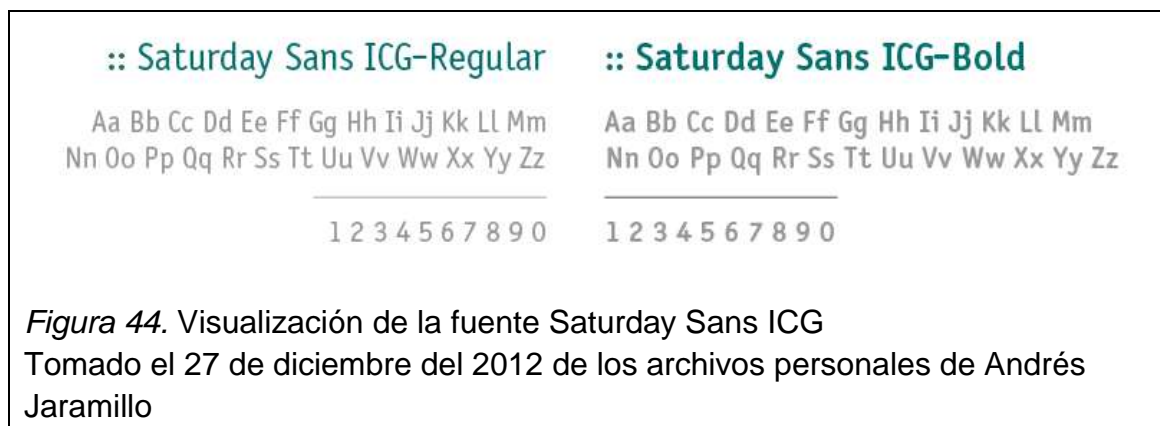 :: Saturday Sans ICG-Regular
Aa Bb Cc Dd Ee Ff Gg Hh Ii Jj Kk Ll Mm
Nn Oo Pp Qq Rr Ss Tt Uu Vv Ww Xx Yy Zz
1 2 3 4 5 6 7 8 9 0
:: Saturday Sans ICG-Bold
Aa Bb Cc Dd Ee Ff Gg Hh Ii Jj Kk Ll Mm
Nn Oo Pp Qq Rr Ss Tt Uu Vv Ww Xx Yy Zz
1 2 3 4 5 6 7 8 9 0
Figura 44. Visualización de la fuente Saturday Sans ICG
Tomado el 27 de diciembre del 2012 de los archivos personales de Andrés
Jaramillo